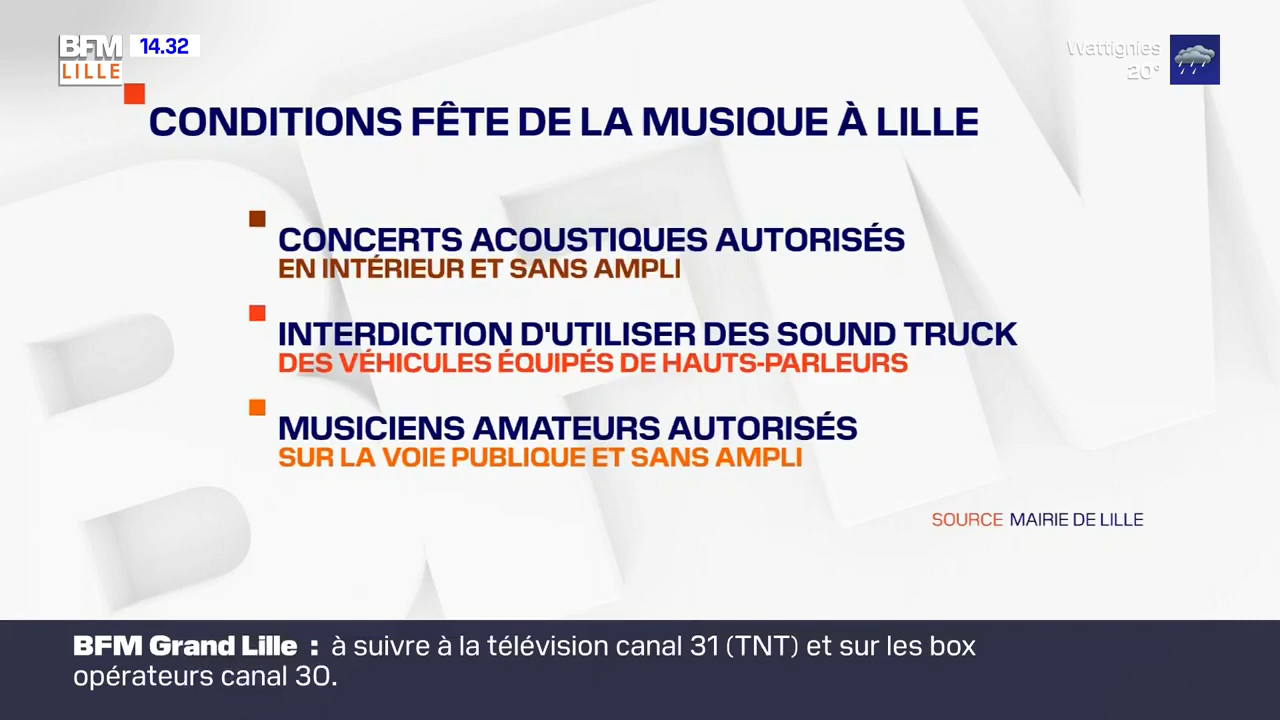 BFM 14.32
LILLE
Wattignies
20°
CONDITIONS FÊTE DE LA MUSIQUE À LILLE
CONCERTS ACOUSTIQUES AUTORISÉS
EN INTÉRIEUR ET SANS AMPLI
INTERDICTION D'UTILISER DES SOUND TRUCK
DES VÉHICULES ÉQUIPÉS DE HAUTS-PARLEURS
MUSICIENS AMATEURS AUTORISÉS
SUR LA VOIE PUBLIQUE ET SANS AMPLI
SOURCE MAIRIE DE LILLE
BFM Grand Lille : à suivre à la télévision canal 31 (TNT) et sur les box
opérateurs canal 30.